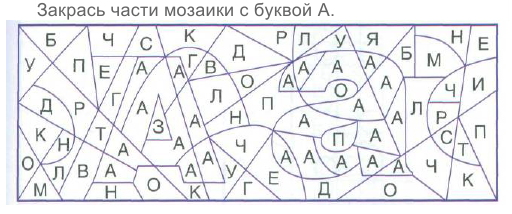 Закрась части мозаики с буквой А.
Б Ч С К Д Р Л У Я Б Н Е
У П Е А А Г В О А А А А М И
Д Р Г А Л П О А Л Ч
К Н Т А З А Н А П А А Р С П
О Л В А А А Ч А А А А А А Т
М Н О А К У Г Е Д О Ч К